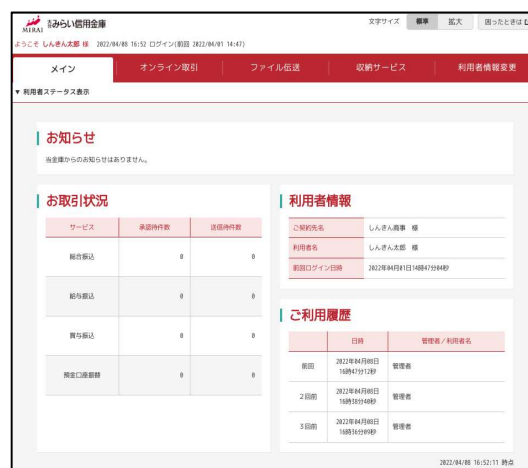 MIRAI みらい信用金庫
文字サイズ 標準 拡大 困ったときは
ようこそ しんきん太郎 様 2022/04/08 16:52 ログイン(前回 2022/04/01 14:47)
メイン オンライン取引 ファイル伝送 収納サービス 利用者情報変更
▼ 利用者ステータス表示
お知らせ
当金庫からのお知らせはありません。
お取引状況
サービス 承認待件数 送信待件数
総合振込 0 0
給与振込 0 0
賞与振込 0 0
預金口座振替 0 0
利用者情報
ご契約先名 しんきん商事 様
利用者名 しんきん太郎 様
前回ログイン日時 2022年04月01日14時47分04秒
ご利用履歴
日時 管理者/利用者名
前回 2022年04月08日 管理者
16時47分12秒
2回前 2022年04月08日 管理者
16時38分40秒
3回前 2022年04月08日 管理者
16時36分09秒
2022/04/08 16:52:11 時点